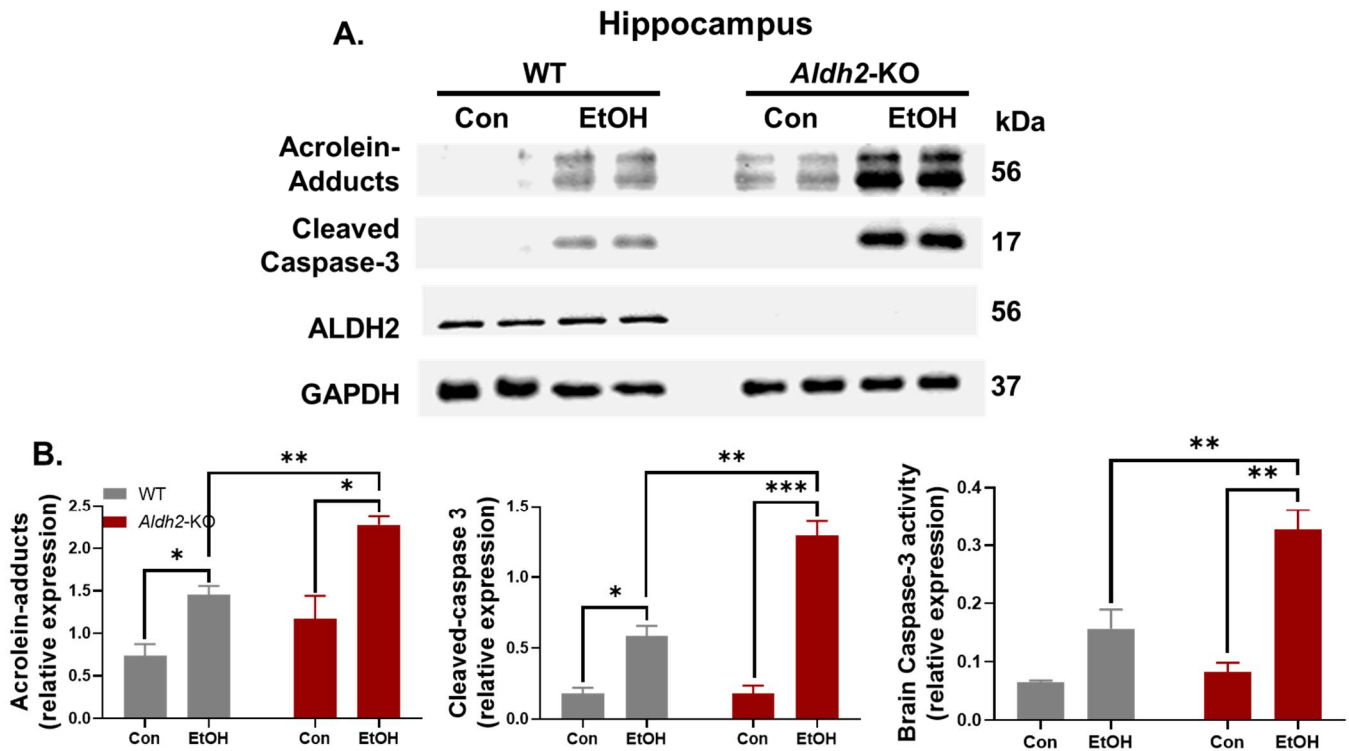 A.
Hippocampus
WT
Aldh2-KO
Con EtOH Con EtOH kDa
Acrolein-
Adducts
56
Cleaved
Caspase-3
17
ALDH2
56
GAPDH
37
B.
Acrolein-adducts
(relative expression)
WT
Aldh2-KO
2.5
2.0
1.5
1.0
0.5
0.0
*
*
**
Con EtOH Con EtOH
Cleaved-caspase 3
(relative expression)
1.5
1.0
0.5
0.0
*
***
**
Con EtOH Con EtOH
Brain Caspase-3 activity
(relative expression)
0.4
0.3
0.2
0.1
0.0
**
**
Con EtOH Con EtOH